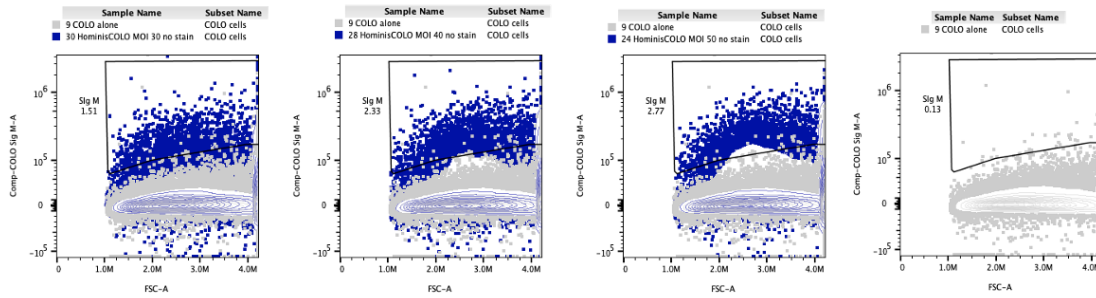 Sample Name Subset Name
9 COLO alone COLO cells
30 HominisCOLO MOI 30 no stain COLO cells
Comp-COLO Sig M-A
10^6
10^5
0
-10^5
Sig M
1.51
0 1.0M 2.0M 3.0M 4.0M
FSC-A
Sample Name Subset Name
9 COLO alone COLO cells
28 HominisCOLO MOI 40 no stain COLO cells
Comp-COLO Sig M-A
10^6
10^5
0
-10^5
Sig M
2.33
0 1.0M 2.0M 3.0M 4.0M
FSC-A
Sample Name Subset Name
9 COLO alone COLO cells
24 HominisCOLO MOI 50 no stain COLO cells
Comp-COLO Sig M-A
10^6
10^5
0
-10^5
Sig M
2.77
0 1.0M 2.0M 3.0M 4.0M
FSC-A
Sample Name Subset Name
9 COLO alone COLO cells
Comp-COLO Sig M-A
10^6
10^5
0
-10^5
Sig M
0.13
0 1.0M 2.0M 3.0M 4.0M
FSC-A